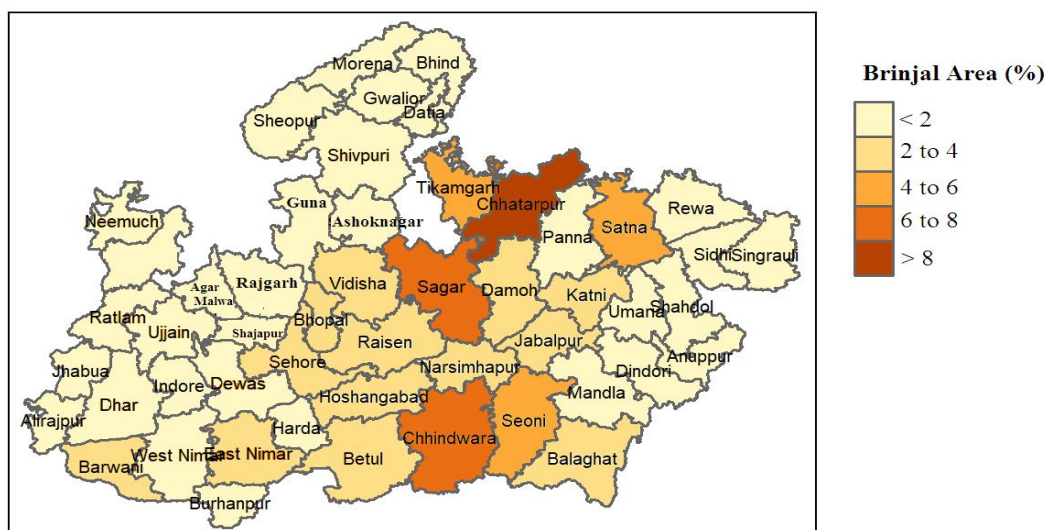 Morena
Bhind
Gwalior
Datia
Sheopur
Shivpuri
Tikamgarh
Chhatarpur
Guna
Ashoknagar
Neemuch
Panna
Satna
Rewa
Sidhi
Singrauli
Agar
Malwa
Rajgarh
Vidisha
Sagar
Damoh
Katni
Umaria
Shahdol
Ratlam
Ujjain
Shajapur
Bhopal
Raisen
Jabalpur
Anuppur
Jhabua
Indore
Dewas
Sehore
Narsimhapur
Dindori
Mandla
Alirajpur
Dhar
Harda
Hoshangabad
Chhindwara
Seoni
Barwani
West Nimar
East Nimar
Betul
Balaghat
Burhanpur
Brinjal Area (%)
< 2
2 to 4
4 to 6
6 to 8
> 8